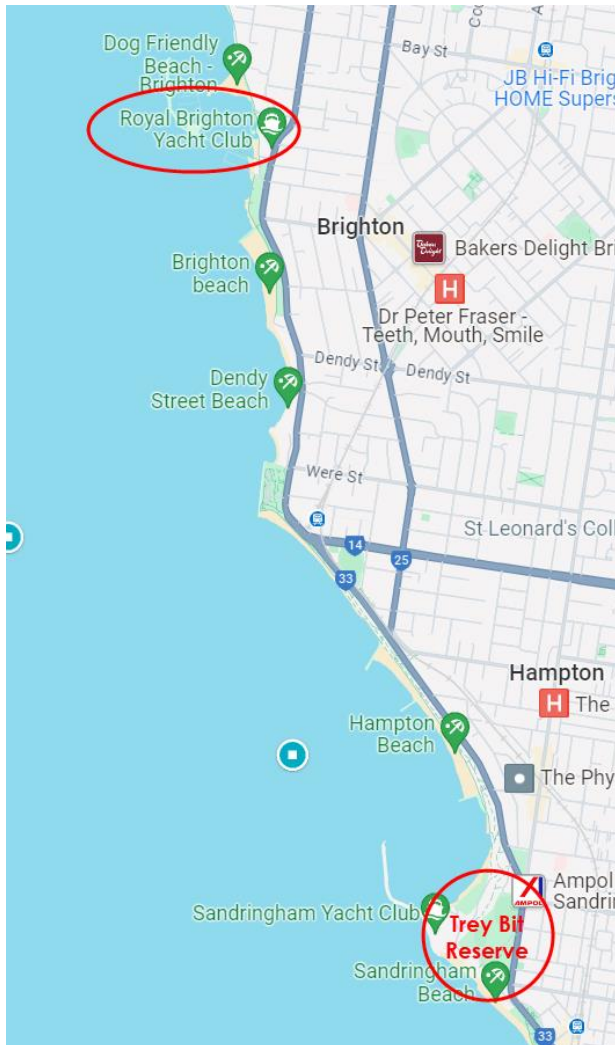 Dog Friendly
Beach -
Brighton
Bay St
JB Hi-Fi Brig
HOME Supers
Royal Brighton
Yacht Club
Brighton
Bakers Delight
Bakers Delight Bri
Brighton
beach
H
Dr Peter Fraser -
Teeth, Mouth, Smile
Dendy St
Dendy St
Dendy
Street Beach
Were St
St Leonard's Coll
14
25
33
Hampton
H
The
Hampton
Beach
The Phy
Ampol
Sandrin
AMPOL
Sandringham Yacht Club
Trey Bit
Reserve
Sandringham
Beach
33